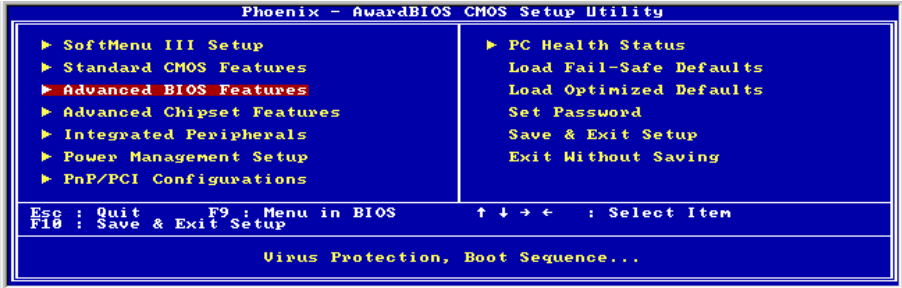 Phoenix - AwardBIOS CMOS Setup Utility
► SoftMenu III Setup
► Standard CMOS Features
► Advanced BIOS Features
► Advanced Chipset Features
► Integrated Peripherals
► Power Management Setup
► PnP/PCI Configurations
► PC Health Status
Load Fail-Safe Defaults
Load Optimized Defaults
Set Password
Save & Exit Setup
Exit Without Saving
Esc : Quit F9 : Menu in BIOS ↑ ↓ → ← : Select Item
F10 : Save & Exit Setup
Virus Protection, Boot Sequence...